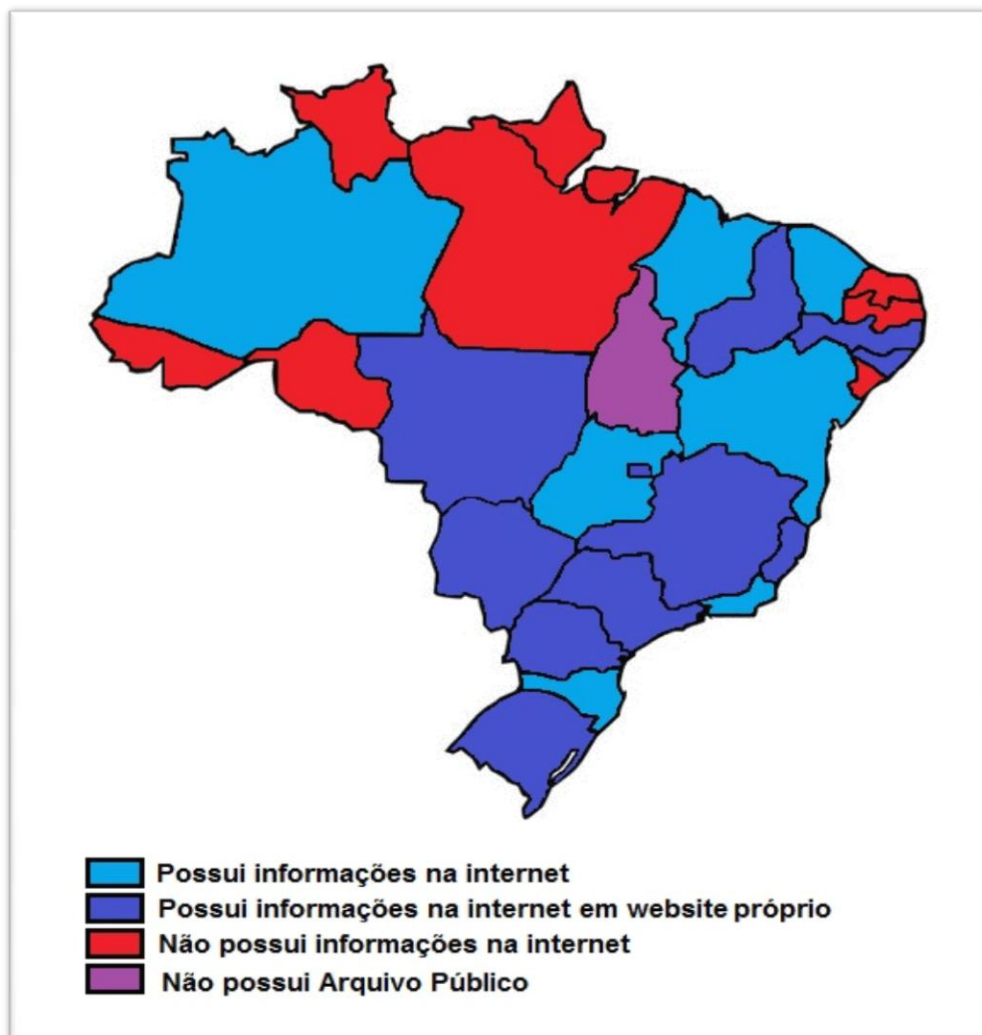 Possui informações na internet
Possui informações na internet em website próprio
Não possui informações na internet
Não possui Arquivo Público